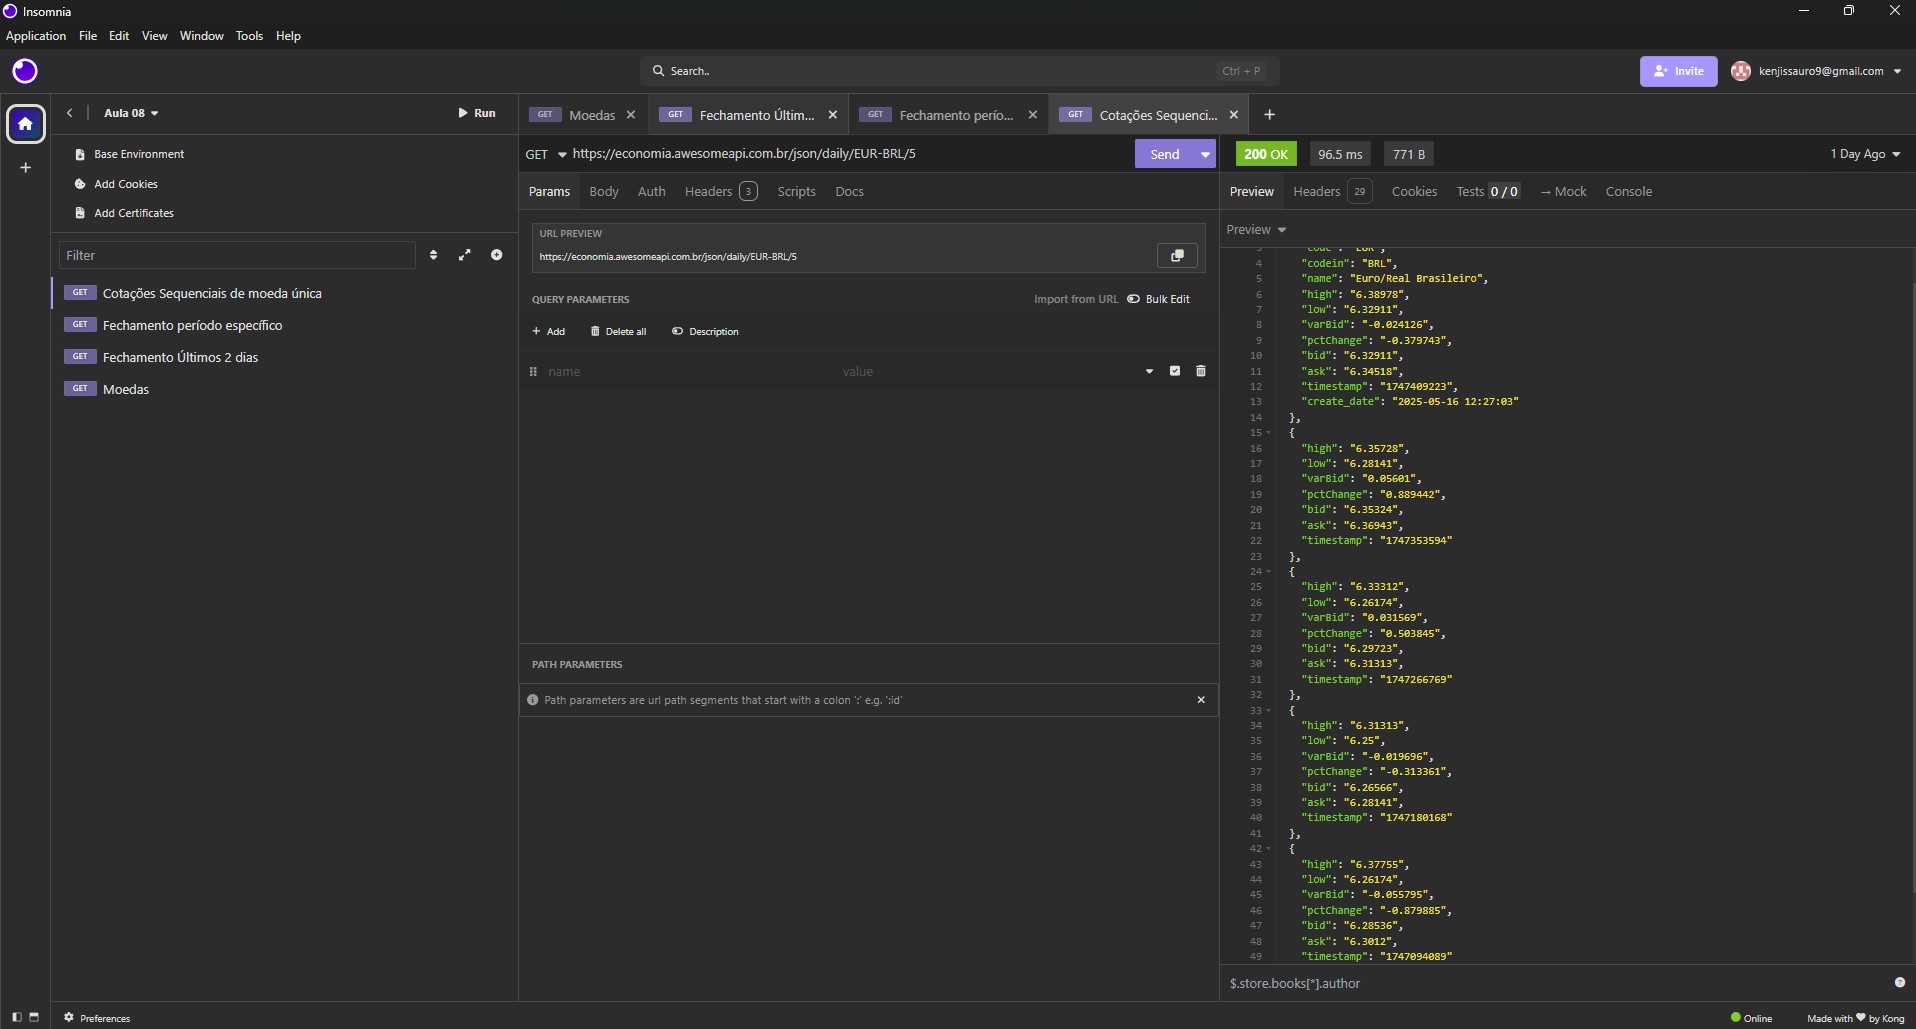 Insomnia
Application File Edit View Window Tools Help
Search.. Ctrl + P
Invite kenjissauro9@gmail.com
Aula 08 Run
Base Environment
Add Cookies
Add Certificates
Filter
GET Cotações Sequenciais de moeda única
GET Fechamento período específico
GET Fechamento Últimos 2 dias
GET Moedas
GET Moedas GET Fechamento Últim... GET Fechamento perío... GET Cotações Sequenci...
GET https://economia.awesomeapi.com.br/json/daily/EUR-BRL/5 Send
Params Body Auth Headers 3 Scripts Docs
URL PREVIEW
https://economia.awesomeapi.com.br/json/daily/EUR-BRL/5
QUERY PARAMETERS Import from URL Bulk Edit
+ Add Delete all Description
name value
PATH PARAMETERS
Path parameters are url path segments that start with a colon ':' e.g. ':id'
200 OK 96.5 ms 771 B 1 Day Ago
Preview Headers 29 Cookies Tests 0 / 0 → Mock Console
Preview
3 "code": "EUR",
4 "codein": "BRL",
5 "name": "Euro/Real Brasileiro",
6 "high": "6.38978",
7 "low": "6.32911",
8 "varBid": "-0.024126",
9 "pctChange": "-0.379743",
10 "bid": "6.32911",
11 "ask": "6.34518",
12 "timestamp": "1747409223",
13 "create_date": "2025-05-16 12:27:03"
14 },
15 {
16 "high": "6.35728",
17 "low": "6.28141",
18 "varBid": "0.05601",
19 "pctChange": "0.889442",
20 "bid": "6.35324",
21 "ask": "6.36943",
22 "timestamp": "1747353594"
23 },
24 {
25 "high": "6.33312",
26 "low": "6.26174",
27 "varBid": "0.031569",
28 "pctChange": "0.503845",
29 "bid": "6.29723",
30 "ask": "6.31313",
31 "timestamp": "1747266769"
32 },
33 {
34 "high": "6.31313",
35 "low": "6.25",
36 "varBid": "-0.019696",
37 "pctChange": "-0.313361",
38 "bid": "6.26566",
39 "ask": "6.28141",
40 "timestamp": "1747180168"
41 },
42 {
43 "high": "6.37755",
44 "low": "6.26174",
45 "varBid": "-0.055795",
46 "pctChange": "-0.879885",
47 "bid": "6.28536",
48 "ask": "6.3012",
49 "timestamp": "1747094089"
$.store.books[*].author
Preferences Online Made with ♥ by Kong